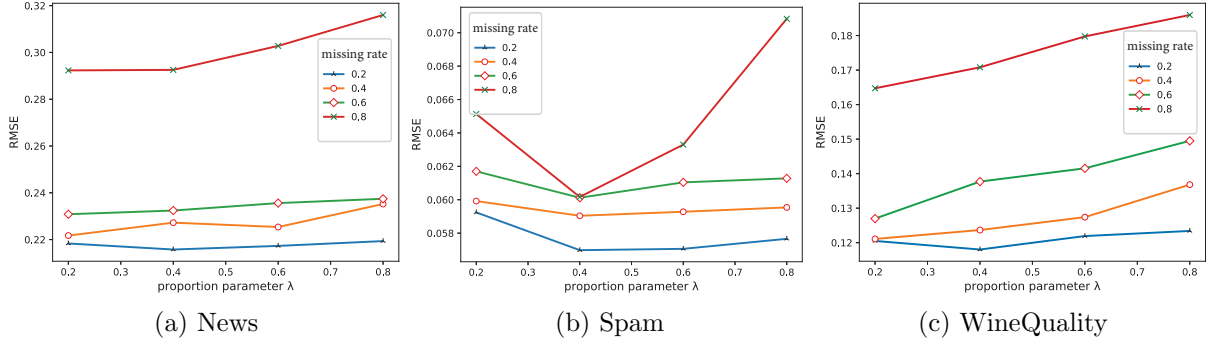 0.32
0.30
0.28
0.26
0.24
0.22
RMSE
missing rate
0.2
0.4
0.6
0.8
0.2 0.3 0.4 0.5 0.6 0.7 0.8
proportion parameter λ
(a) News
0.070
0.068
0.066
0.064
0.062
0.060
0.058
RMSE
missing rate
0.2
0.4
0.6
0.8
0.2 0.3 0.4 0.5 0.6 0.7 0.8
proportion parameter λ
(b) Spam
0.18
0.17
0.16
0.15
0.14
0.13
0.12
RMSE
missing rate
0.2
0.4
0.6
0.8
0.2 0.3 0.4 0.5 0.6 0.7 0.8
proportion parameter λ
(c) WineQuality